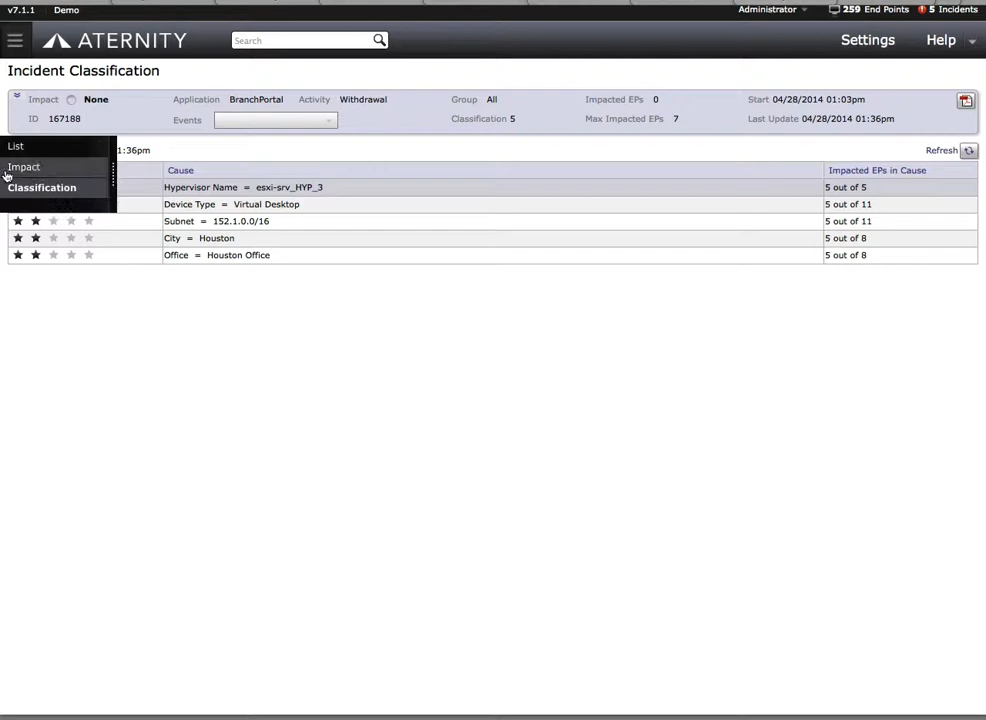 v7.1.1 Demo Administrator 259 End Points 5 Incidents
ATERNITY Search Settings Help
Incident Classification
Impact None Application BranchPortal Activity Withdrawal Group All Impacted EPs 0 Start 04/28/2014 01:03pm
ID 167188 Events Classification 5 Max Impacted EPs 7 Last Update 04/28/2014 01:36pm
List
1:36pm Refresh
Impact
Cause Impacted EPs in Cause
Classification
Hypervisor Name = esxi-srv_HYP_3 5 out of 5
Device Type = Virtual Desktop 5 out of 11
Subnet = 152.1.0.0/16 5 out of 11
City = Houston 5 out of 8
Office = Houston Office 5 out of 8